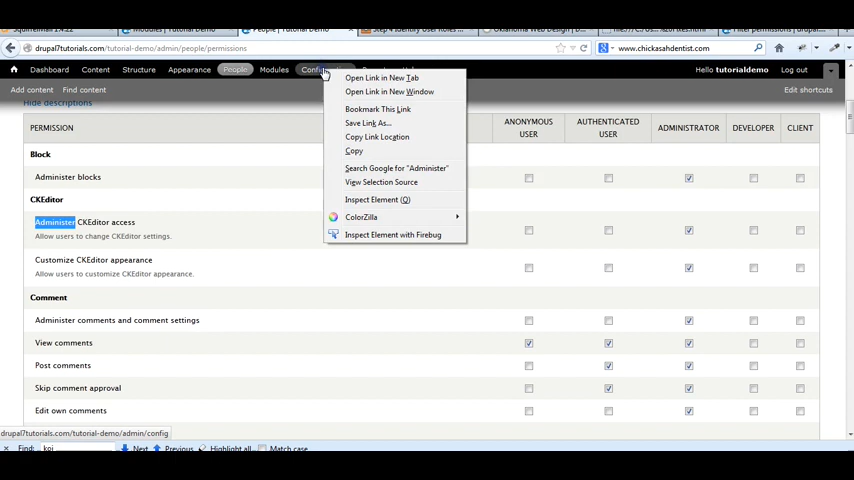 SquirrelMail
Modules | Tutorial Demo
People | Tutorial Demo
Step 4 Identify User Roles
Oklahoma Web Design |
Filter permissions | drupal
drupal7tutorials.com/tutorial-demo/admin/people/permissions
www.chickasahdentist.com
Dashboard Content Structure Appearance People Modules Hello tutorialdemo Log out
Add content Find content Edit shortcuts
Hide descriptions
Open Link in New Tab
Open Link in New Window
Bookmark This Link
Save Link As...
Copy Link Location
Copy
Search Google for "Administer"
View Selection Source
Inspect Element (Q)
ColorZilla
Inspect Element with Firebug
PERMISSION ANONYMOUS USER AUTHENTICATED USER ADMINISTRATOR DEVELOPER CLIENT
Block
Administer blocks
CKEditor
Administer CKEditor access
Allow users to change CKEditor settings.
Customize CKEditor appearance
Allow users to customize CKEditor appearance.
Comment
Administer comments and comment settings
View comments
Post comments
Skip comment approval
Edit own comments
drupal7tutorials.com/tutorial-demo/admin/config
Find: koi Next Previous Highlight all Match case